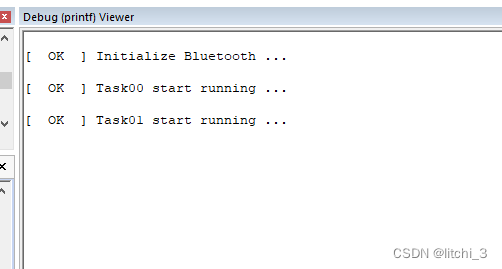 Debug (printf) Viewer
[  OK  ] Initialize Bluetooth ...
[  OK  ] Task00 start running ...
[  OK  ] Task01 start running ...
CSDN @litchi_3